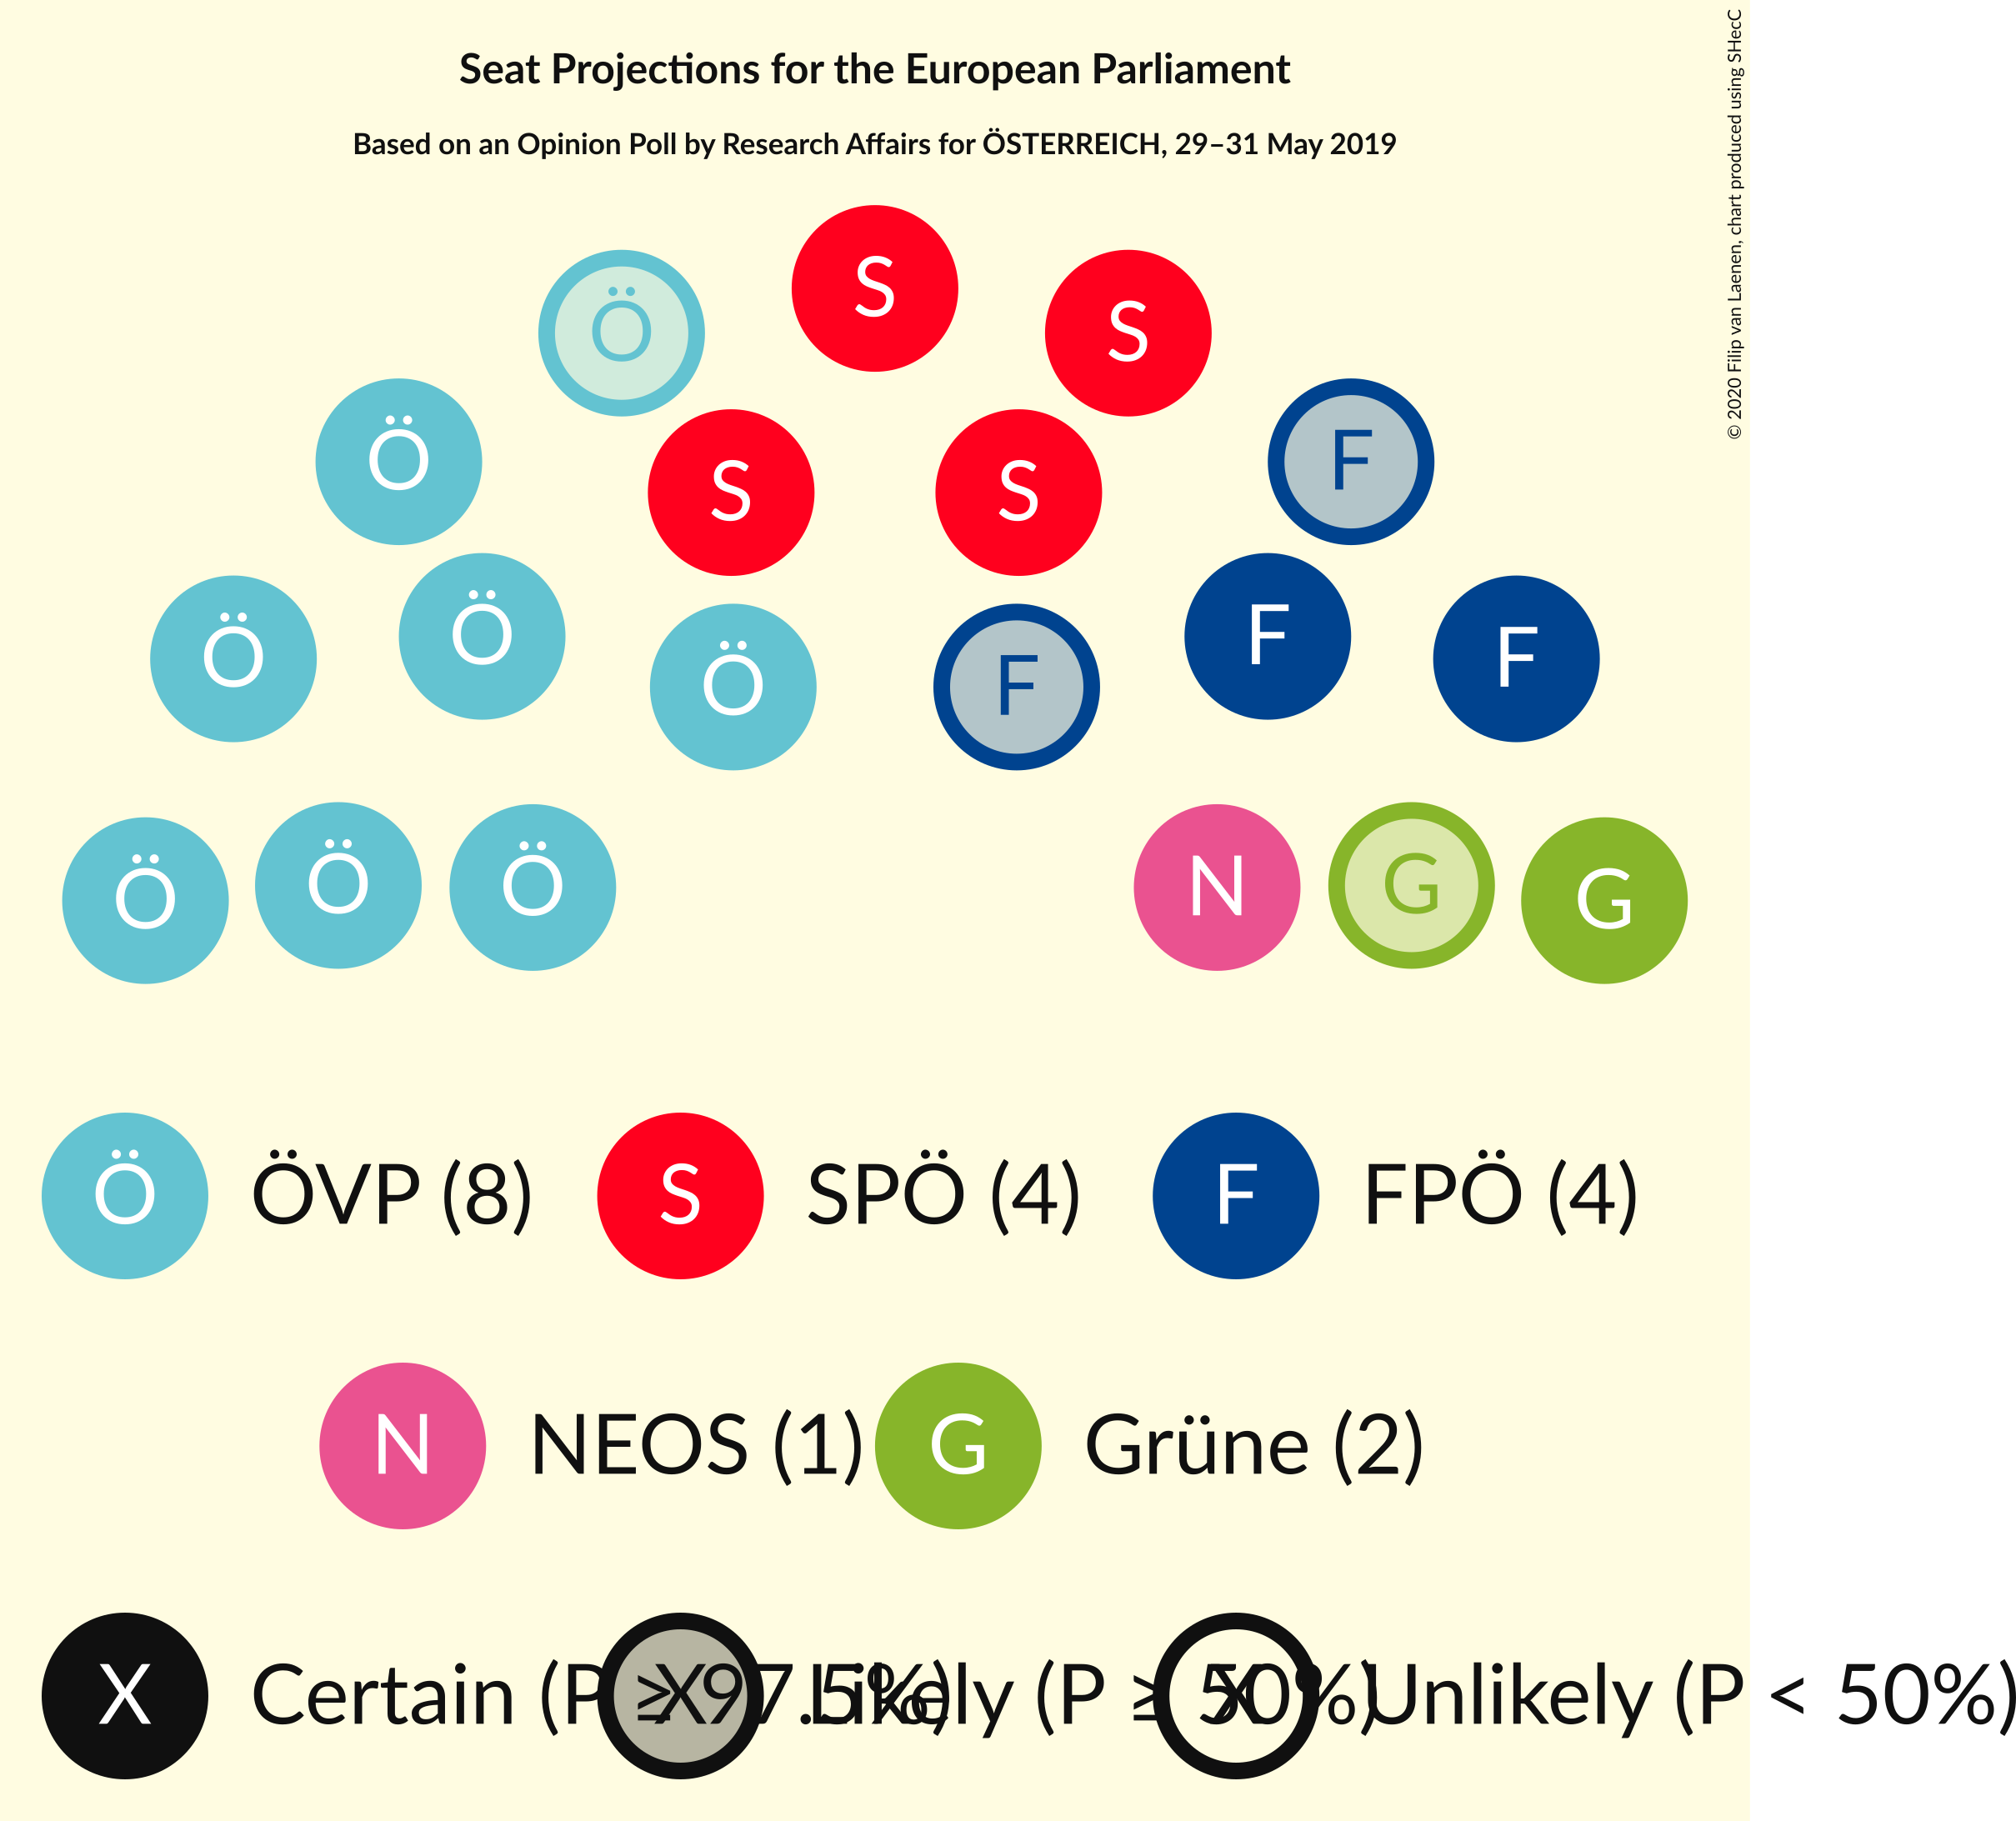 Seat Projections for the European Parliament
Based on an Opinion Poll by Research Affairs for ÖSTERREICH, 29–31 May 2019
© 2020 Filip van Laenen, chart produced using SHecC
S
Ö S
Ö F
S S
Ö Ö F F
Ö F
Ö Ö Ö N G G
Ö ÖVP (8) S SPÖ (4) F FPÖ (4)
N NEOS (1) G Grüne (2)
X Certain (P ≥ 97.5%) X Likely (P ≥ 50%) X Unlikely (P < 50%)